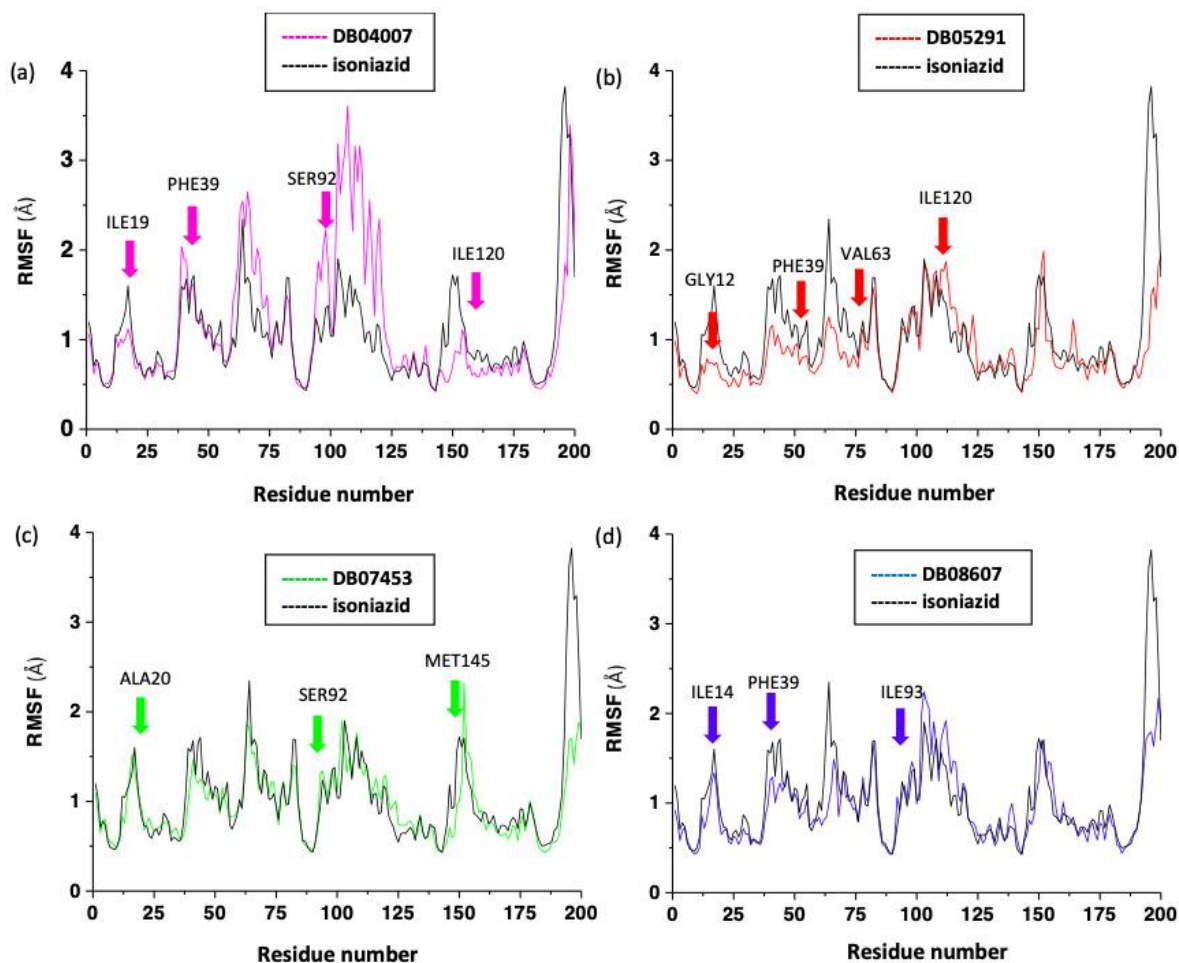 (a)
DB04007
isoniazid
RMSF (Å)
4
3
2
1
0
ILE19
PHE39
SER92
ILE120
0 25 50 75 100 125 150 175 200
Residue number
(b)
DB05291
isoniazid
RMSF (Å)
4
3
2
1
0
GLY12
PHE39
VAL63
ILE120
0 25 50 75 100 125 150 175 200
Residue number
(c)
DB07453
isoniazid
RMSF (Å)
4
3
2
1
0
ALA20
SER92
MET145
0 25 50 75 100 125 150 175 200
Residue number
(d)
DB08607
isoniazid
RMSF (Å)
4
3
2
1
0
ILE14
PHE39
ILE93
0 25 50 75 100 125 150 175 200
Residue number